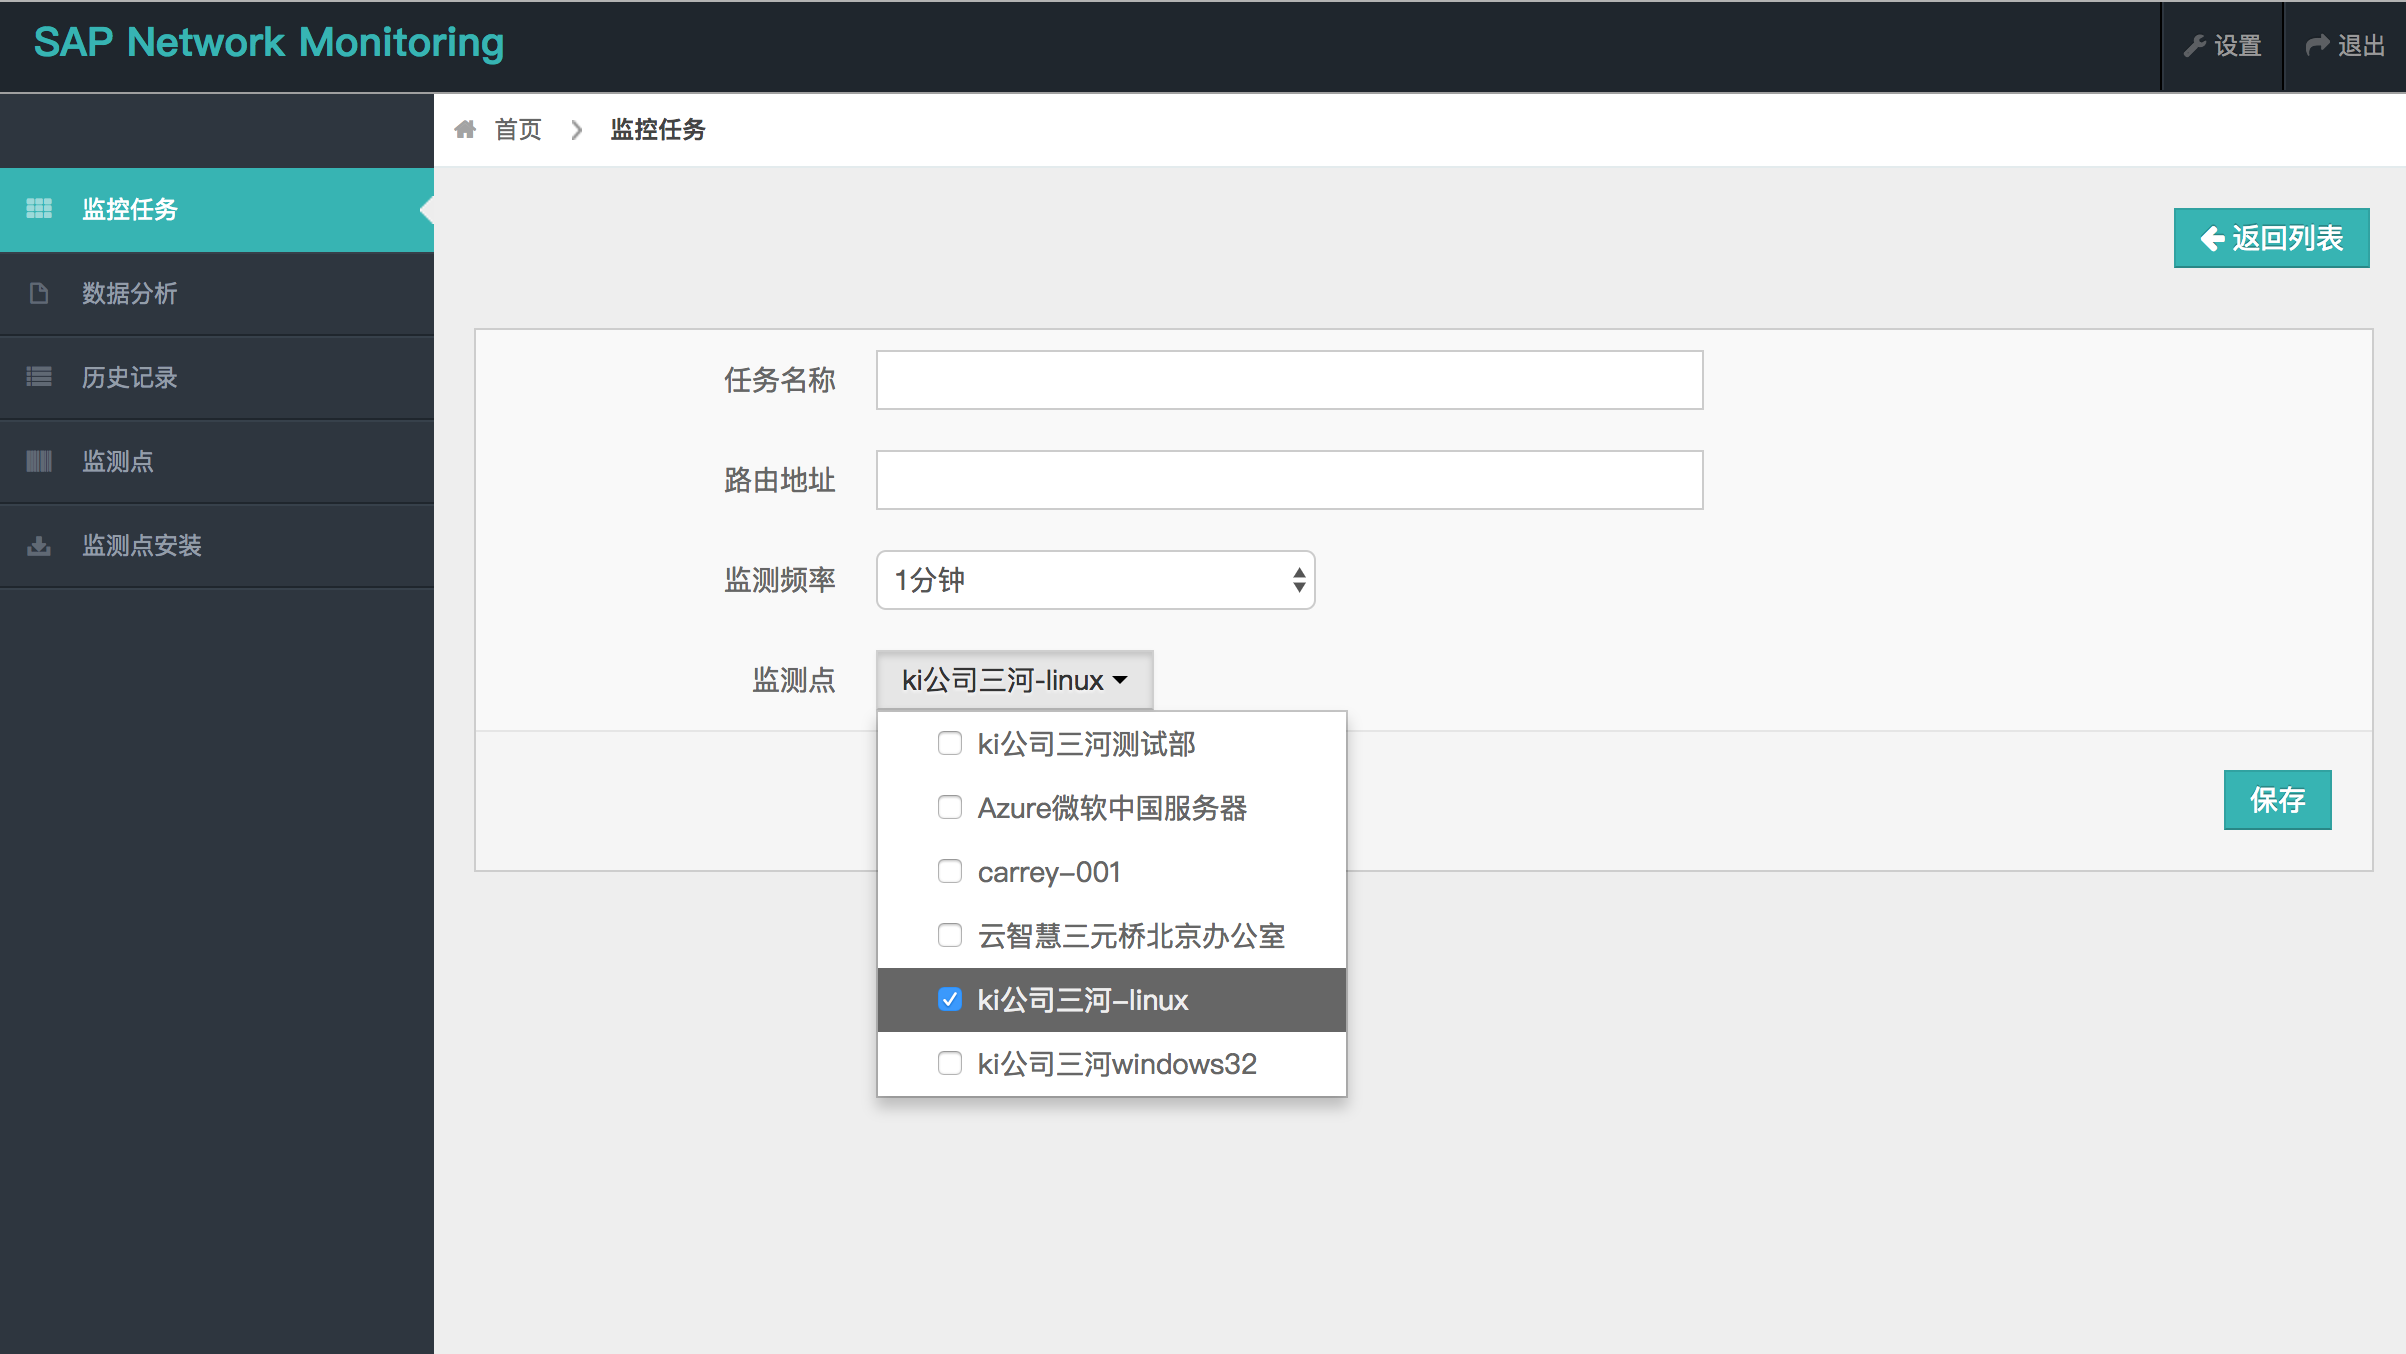 SAP Network Monitoring
设置
退出
首页
监控任务
监控任务
数据分析
历史记录
监测点
监测点安装
返回列表
任务名称
路由地址
监测频率
1分钟
监测点
ki公司三河-linux
ki公司三河测试部
Azure微软中国服务器
carrey-001
云智慧三元桥北京办公室
ki公司三河-linux
ki公司三河windows32
保存